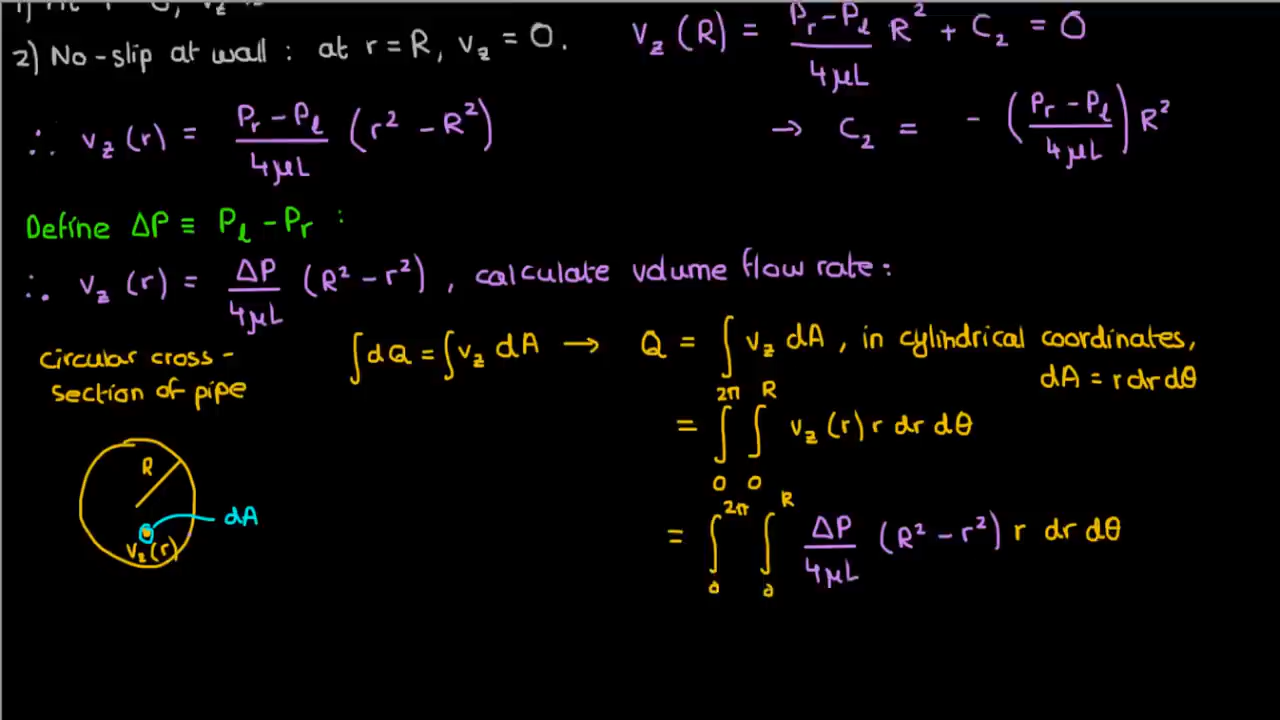 2) No-slip at wall : at r = R, v_z = 0.
v_z (R) = (P_r - P_l)/(4μL) R² + C_2 = 0
→ C_2 = - ((P_r - P_l)/(4μL)) R²
∴ v_z (r) = (P_r - P_l)/(4μL) (r² - R²)
Define ΔP ≡ P_l - P_r :
∴ v_z (r) = ΔP/(4μL) (R² - r²) , calculate volume flow rate :
circular cross-
section of pipe
R
dA
v_z(r)
∫dQ = ∫v_z dA → Q = ∫ v_z dA , in cylindrical coordinates,
dA = r dr dθ
= ∫_0^{2π} ∫_0^R v_z (r) r dr dθ
= ∫_0^{2π} ∫_0^R ΔP/(4μL) (R² - r²) r dr dθ